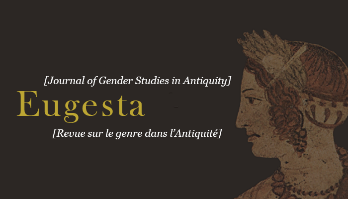 [Journal of Gender Studies in Antiquity]
Eugesta
[Revue sur le genre dans l'Antiquité]